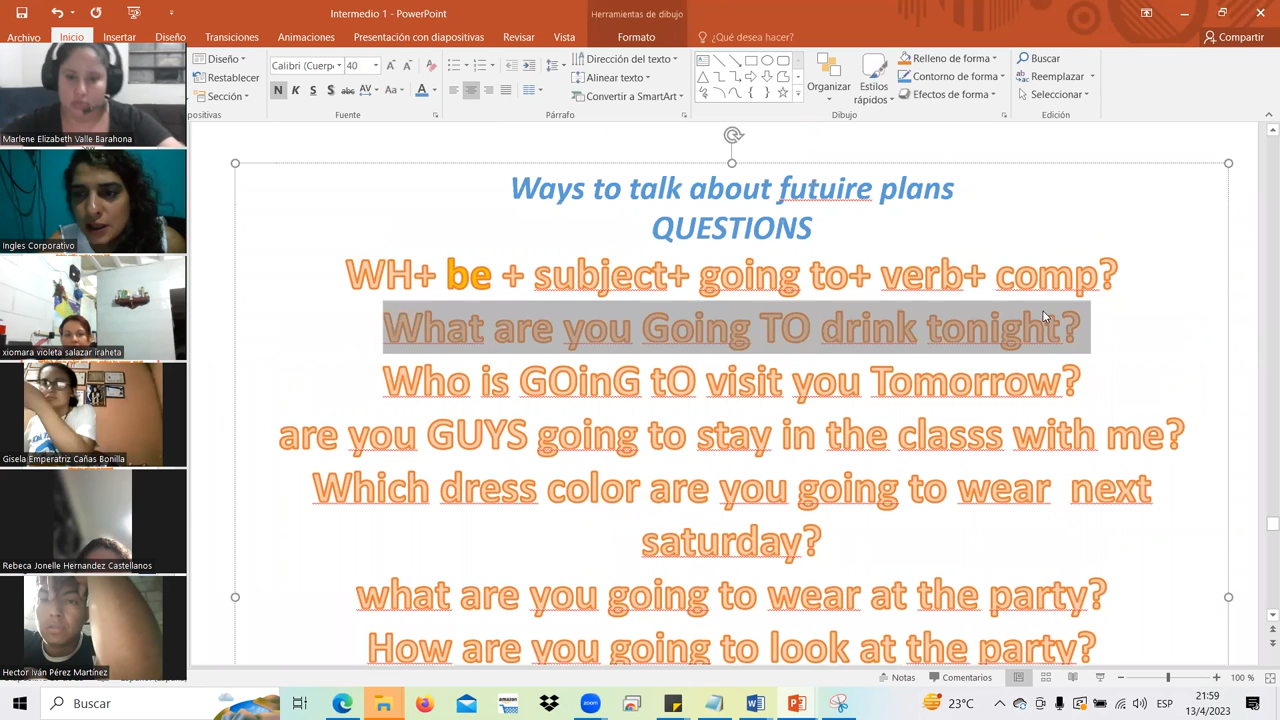 Intermedio 1 - PowerPoint
Herramientas de dibujo
Archivo Inicio Insertar Diseño Transiciones Animaciones Presentación con diapositivas Revisar Vista Formato ¿Qué desea hacer? Compartir
Diseño
Restablecer
Sección
positivas
Calibri (Cuerp 40
N K S S abc AV Aa A
Fuente
Dirección del texto
Alinear texto
Convertir a SmartArt
Párrafo
Organizar
Estilos
rápidos
Relleno de forma
Contorno de forma
Efectos de forma
Dibujo
Buscar
Reemplazar
Seleccionar
Edición
Marlene Elizabeth Valle Barahona
Ingles Corporativo
xiomara violeta salazar iraheta
Gisela Emperatriz Cañas Bonilla
Rebeca Jonelle Hernandez Castellanos
Hector Iván Pérez Martínez
Ways to talk about futuire plans
QUESTIONS
WH+ be + subject+ going to+ verb+ comp?
What are you Going TO drink tonight?
Who is GOinG tO visit you Tomorrow?
are you GUYS going to stay in the classs with me?
Which dress color are you going to wear next
saturday?
what are you going to wear at the party?
How are you going to look at the party?
Notas Comentarios 100 %
Buscar
amazon
zoom
23°C
ESP
21:59
13/4/2023